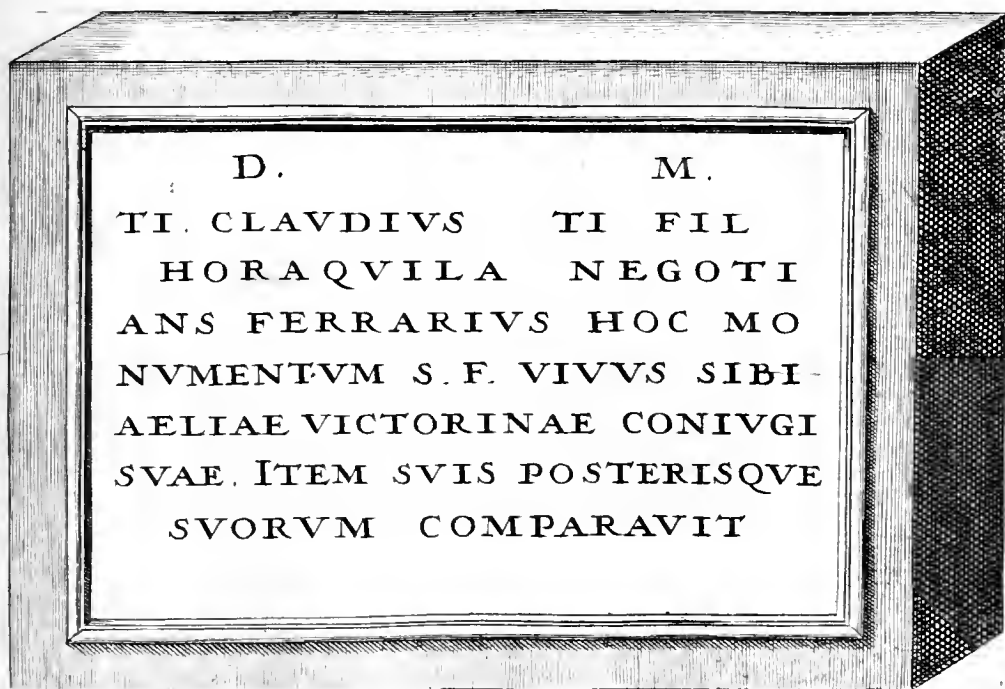 D. M.
TI. CLAVDIVS TI FIL
HORAQVILA NEGOTI
ANS FERRARIVS HOC MO
NVMENTVM S. F. VIVVS SIBI
AELIAE VICTORINAE CONIVGI
SVAE. ITEM SVIS POSTERISQVE
SVORVM COMPARAVIT